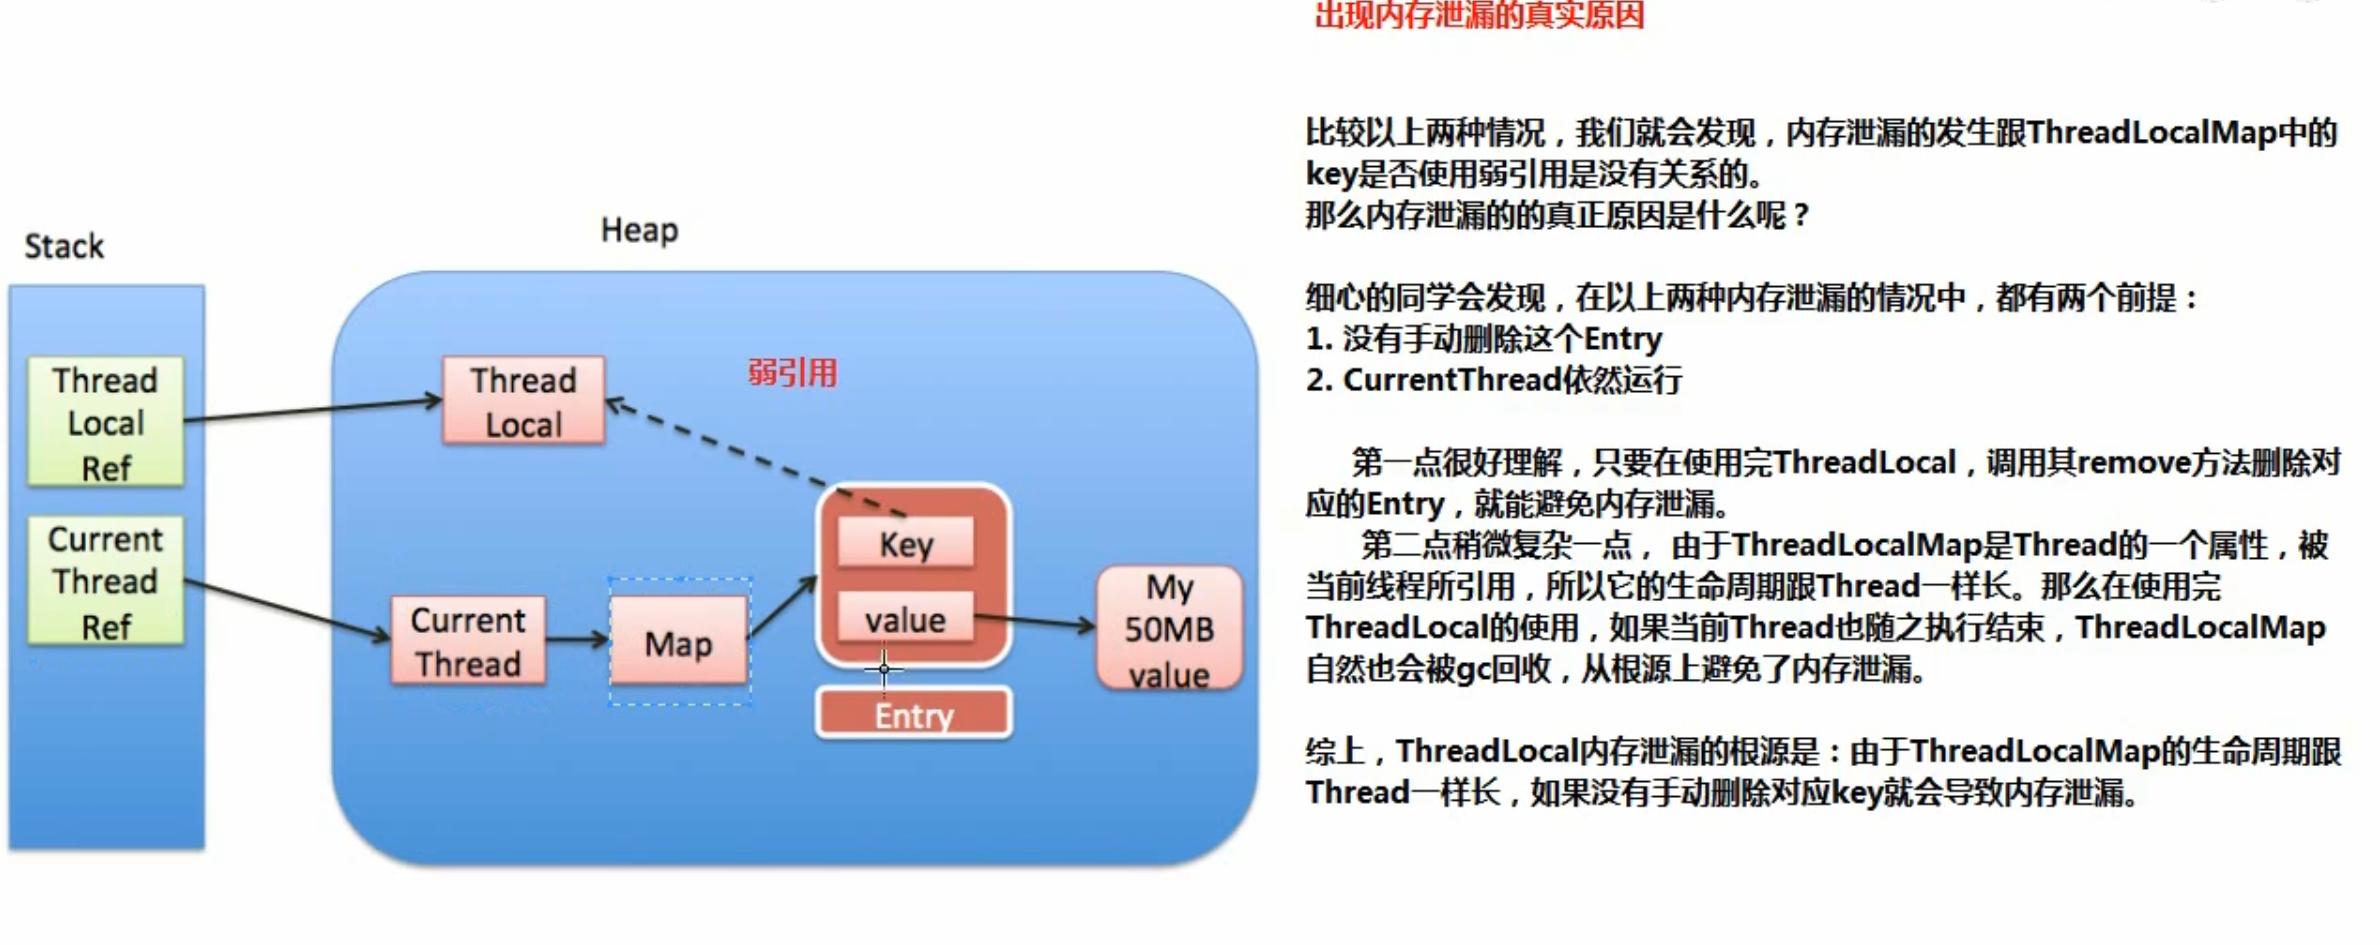 出现内存泄漏的真实原因
比较以上两种情况，我们就会发现，内存泄漏的发生跟ThreadLocalMap中的
key是否使用弱引用是没有关系的。
那么内存泄漏的的真正原因是什么呢？
细心的同学会发现，在以上两种内存泄漏的情况中，都有两个前提：
1. 没有手动删除这个Entry
2. CurrentThread依然运行
第一点很好理解，只要在使用完ThreadLocal，调用其remove方法删除对
应的Entry，就能避免内存泄漏。
第二点稍微复杂一点， 由于ThreadLocalMap是Thread的一个属性，被
当前线程所引用，所以它的生命周期跟Thread一样长。那么在使用完
ThreadLocal的使用，如果当前Thread也随之执行结束，ThreadLocalMap
自然也会被gc回收，从根源上避免了内存泄漏。
综上，ThreadLocal内存泄漏的根源是：由于ThreadLocalMap的生命周期跟
Thread一样长，如果没有手动删除对应key就会导致内存泄漏。
Stack
Heap
Thread
Local
Ref
Current
Thread
Ref
Thread
Local
弱引用
Current
Thread
Map
Key
value
Entry
My
50MB
value